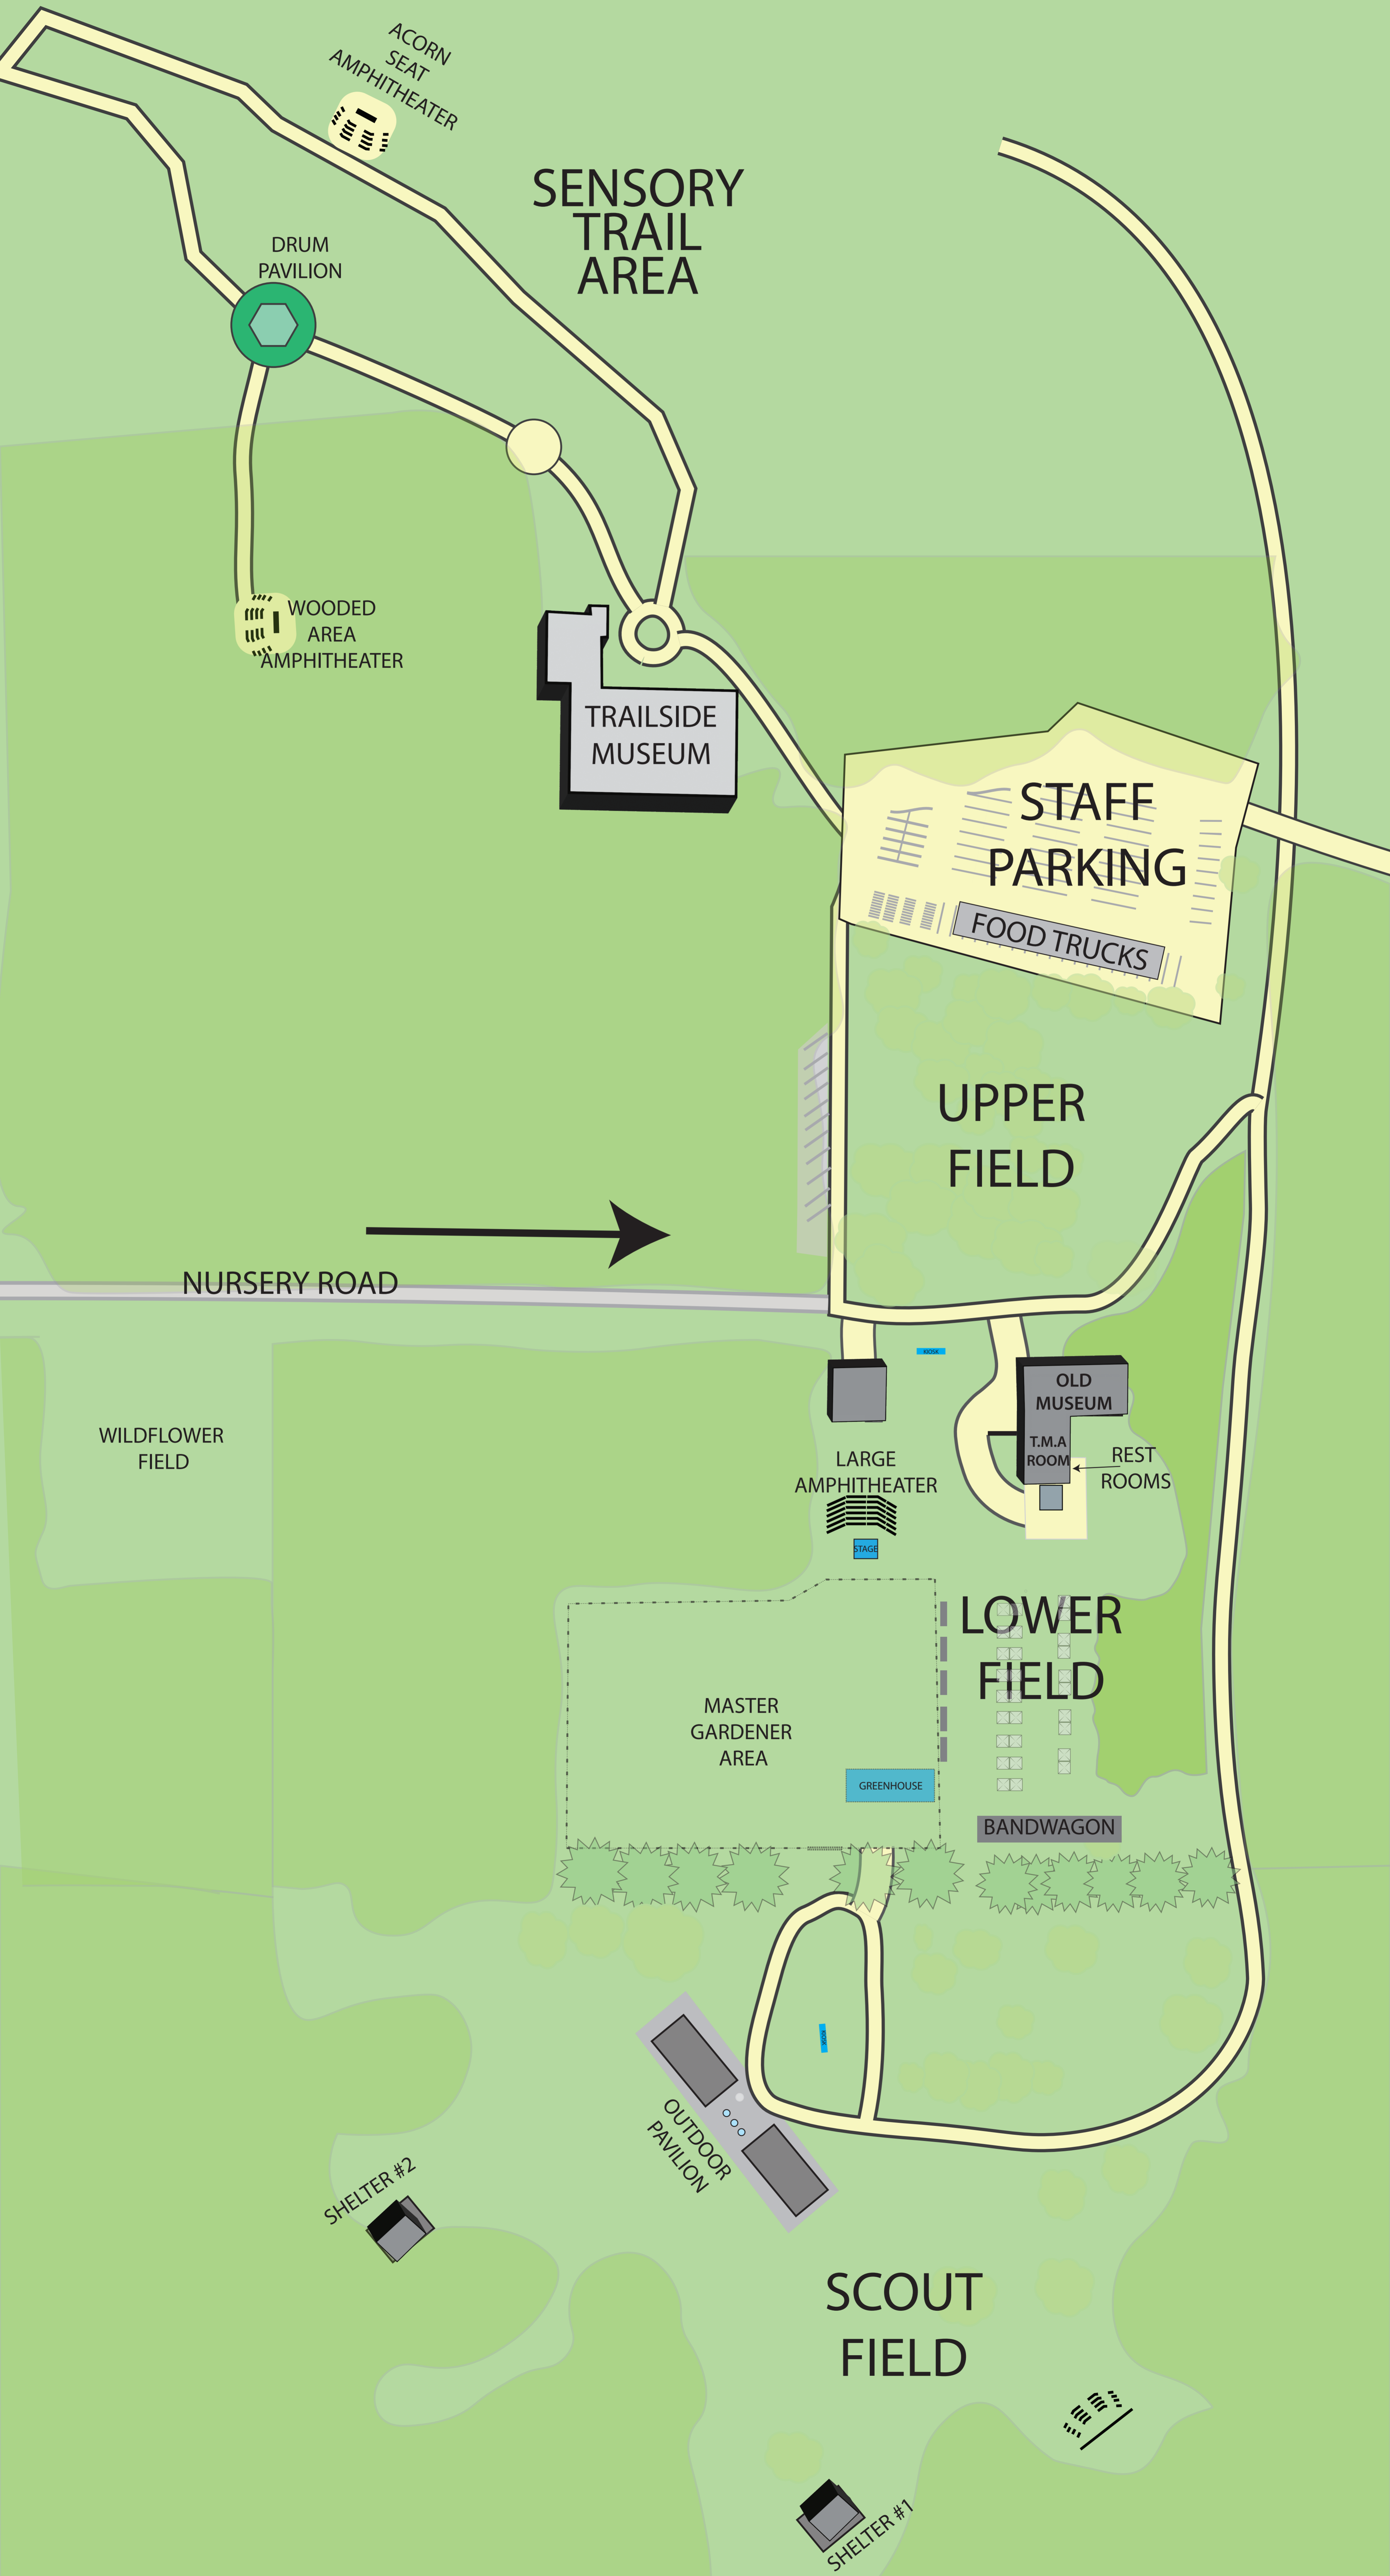 ACORN
SEAT
AMPHITHEATER
SENSORY
TRAIL
AREA
DRUM
PAVILION
WOODED
AREA
AMPHITHEATER
TRAILSIDE
MUSEUM
STAFF
PARKING
FOOD TRUCKS
UPPER
FIELD
NURSERY ROAD
KIOSK
OLD
MUSEUM
T.M.A
ROOM
REST
ROOMS
WILDFLOWER
FIELD
LARGE
AMPHITHEATER
STAGE
LOWER
FIELD
MASTER
GARDENER
AREA
GREENHOUSE
BANDWAGON
KIOSK
OUTDOOR
PAVILION
SHELTER #2
SCOUT
FIELD
SHELTER #1